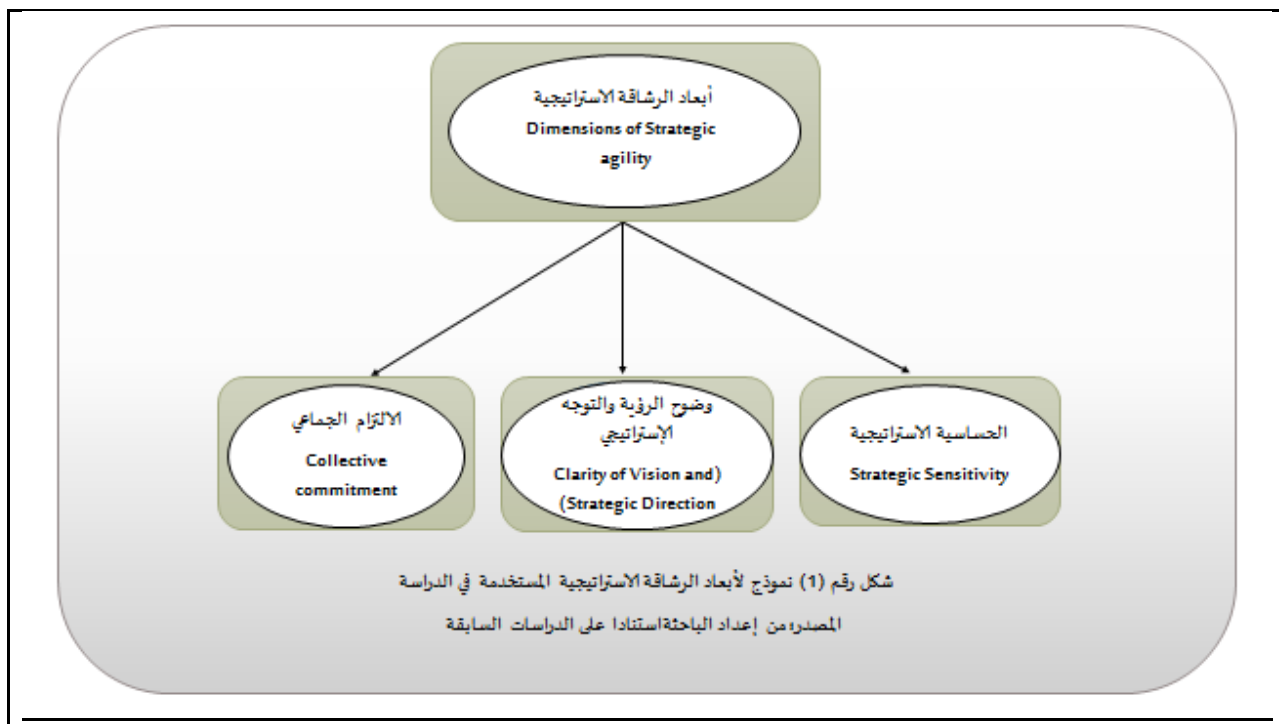 أبعاد الرشاقة الاستراتيجية
Dimensions of Strategic
agility
الحساسية الاستراتيجية
Strategic Sensitivity
وضوح الرؤية والتوجه
الإستراتيجي
Clarity of Vision and)
(Strategic Direction
الالتزام الجماعي
Collective
commitment
شكل رقم (1) نموذج لأبعاد الرشاقة الاستراتيجية المستخدمة في الدراسة
المصدر: من إعداد الباحثة استنادا على الدراسات السابقة